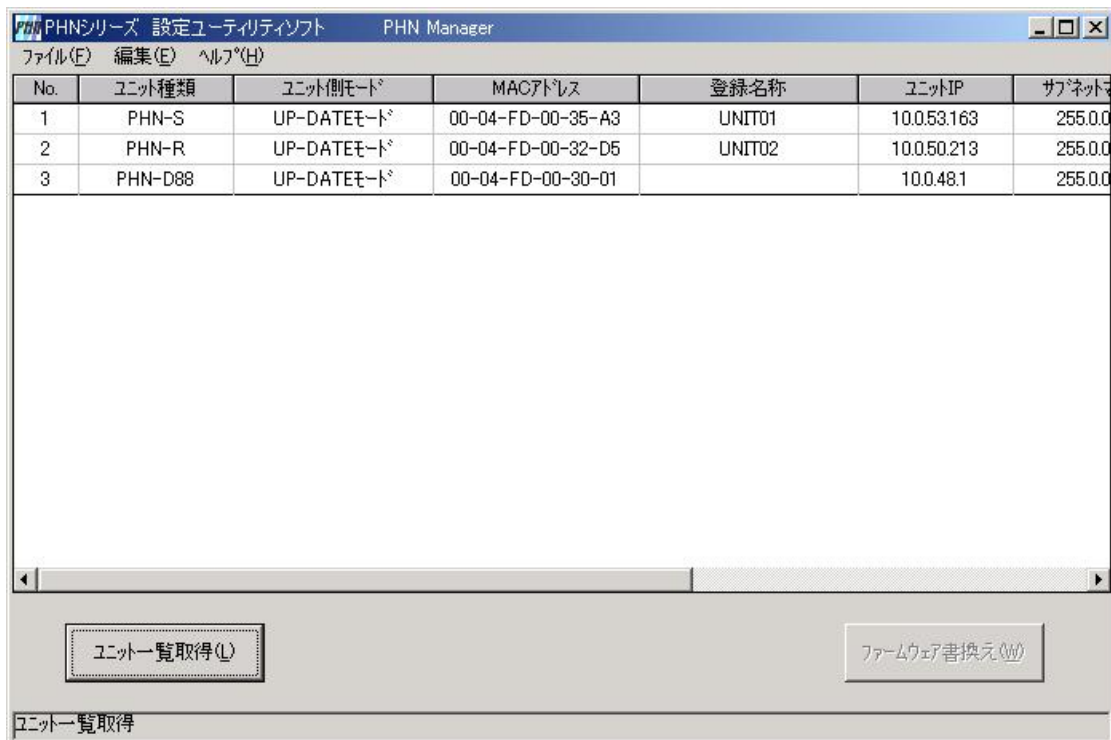 PHN PHNシリーズ 設定ユーティリティソフト PHN Manager
ファイル(F) 編集(E) ﾍﾙﾌﾟ(H)
No. ﾕﾆｯﾄ種類 ﾕﾆｯﾄ側ﾓｰﾄﾞ MACｱﾄﾞﾚｽ 登録名称 ﾕﾆｯﾄIP ｻﾌﾞﾈｯﾄﾏ
1 PHN-S UP-DATEﾓｰﾄﾞ 00-04-FD-00-35-A3 UNIT01 10.0.53.163 255.0.0
2 PHN-R UP-DATEﾓｰﾄﾞ 00-04-FD-00-32-D5 UNIT02 10.0.50.213 255.0.0
3 PHN-D88 UP-DATEﾓｰﾄﾞ 00-04-FD-00-30-01 10.0.48.1 255.0.0
ﾕﾆｯﾄ一覧取得(L) ﾌｧｰﾑｳｪｱ書換え(W)
ﾕﾆｯﾄ一覧取得